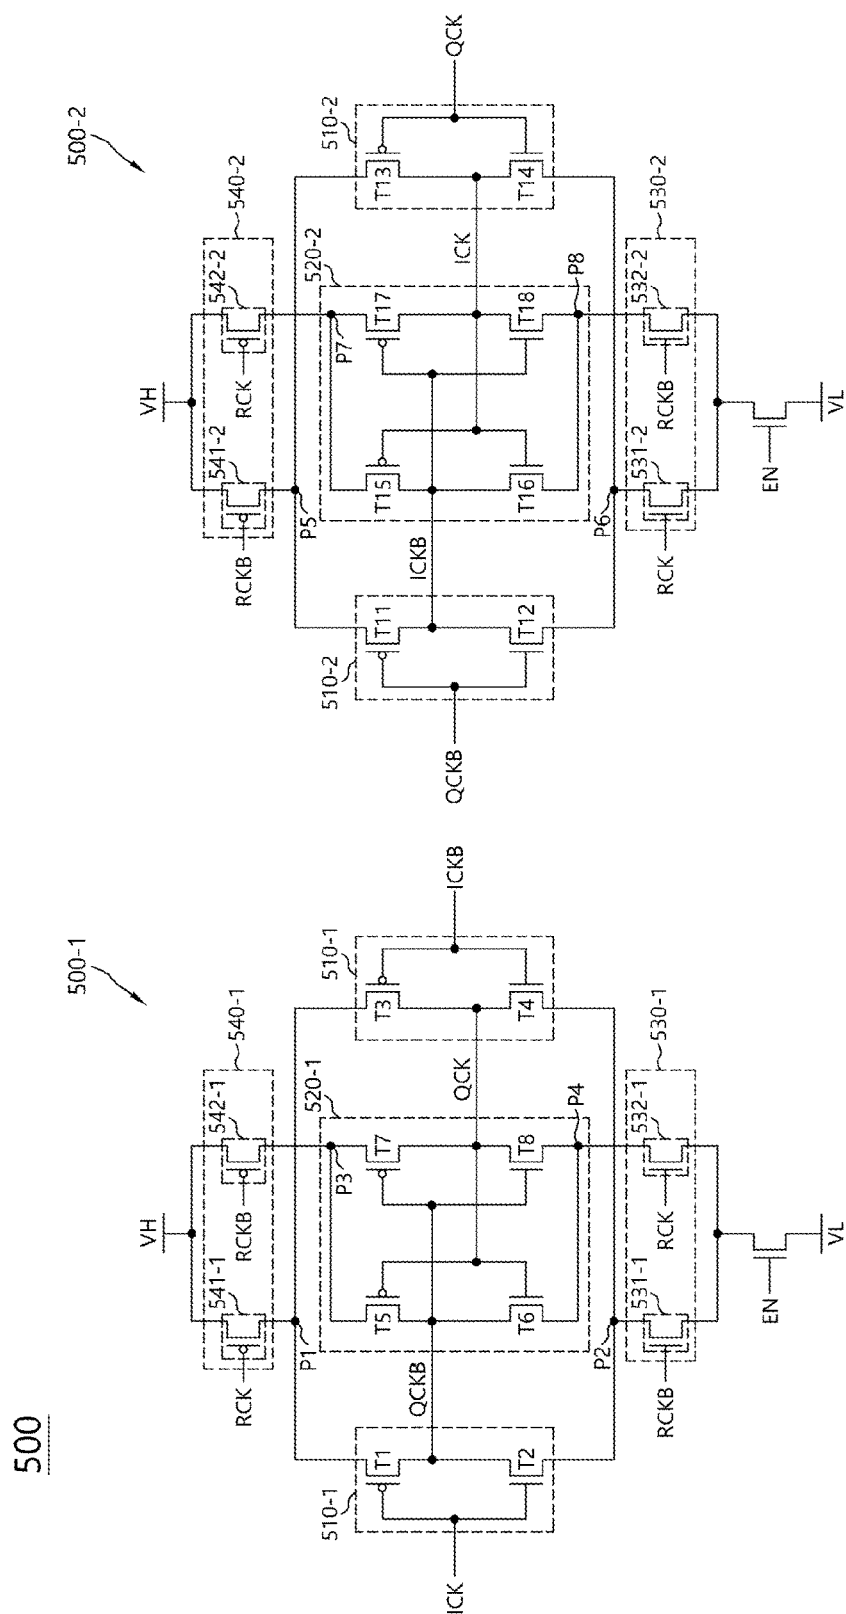 500
500-1
VH
540-1
541-1
542-1
RCK
RCKB
P1
P3
520-1
510-1
510-1
T1
T5
T7
T3
ICK
QCKB
QCK
ICKB
T2
T6
T8
T4
P2
P4
530-1
531-1
532-1
RCKB
RCK
EN
VL
500-2
VH
540-2
541-2
542-2
RCKB
RCK
P5
P7
520-2
510-2
510-2
T11
T15
T17
T13
QCKB
ICKB
ICK
QCK
T12
T16
T18
T14
P6
P8
530-2
531-2
532-2
RCK
RCKB
EN
VL